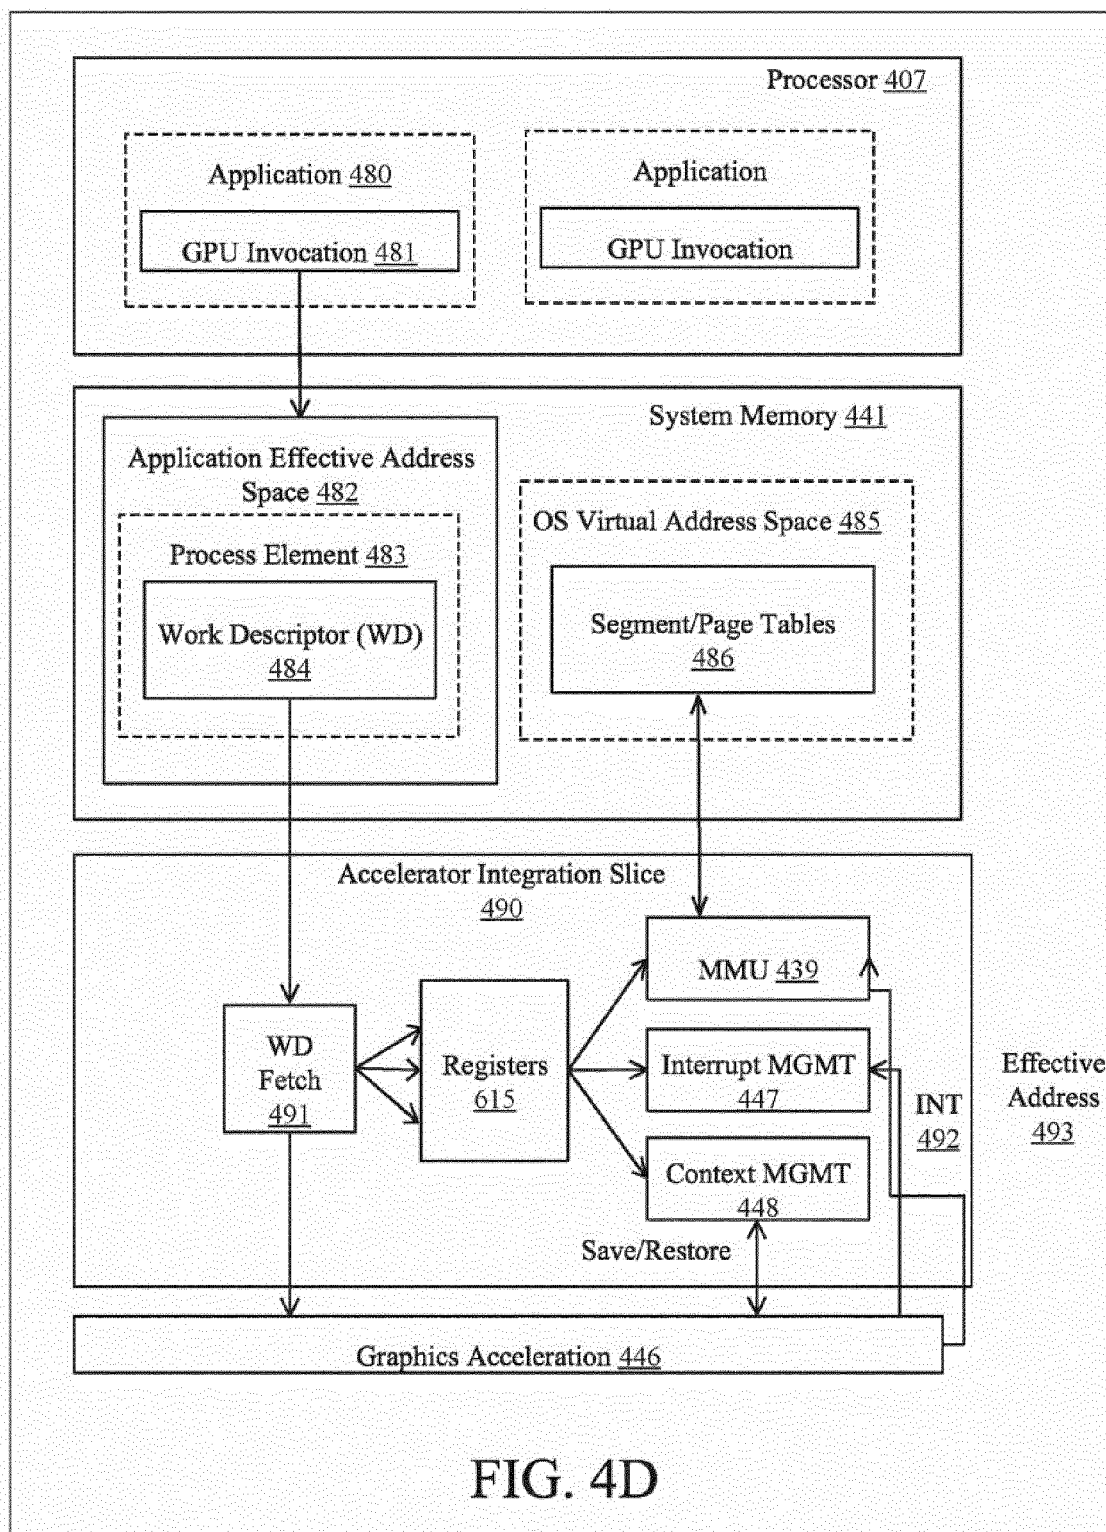 Processor 407
Application 480
GPU Invocation 481
Application
GPU Invocation
System Memory 441
Application Effective Address
Space 482
Process Element 483
Work Descriptor (WD)
484
OS Virtual Address Space 485
Segment/Page Tables
486
Accelerator Integration Slice
490
WD
Fetch
491
Registers
615
MMU 439
Interrupt MGMT
447
Context MGMT
448
Save/Restore
INT
492
Effective
Address
493
Graphics Acceleration 446
FIG. 4D